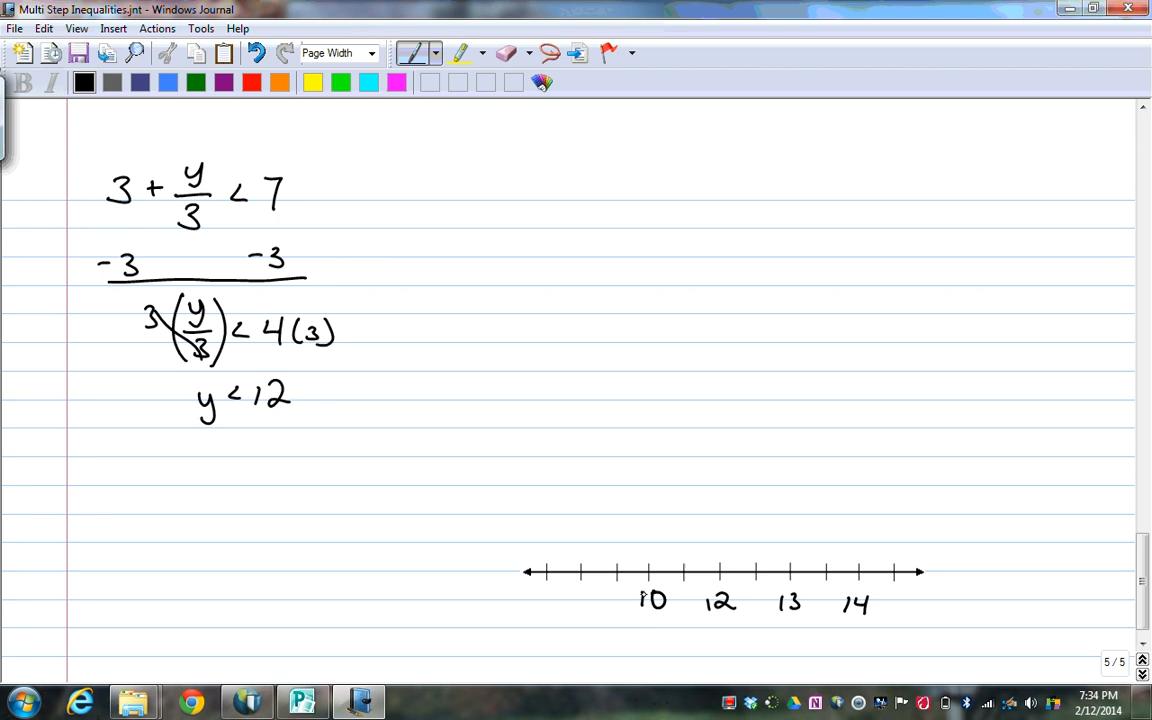 Multi Step Inequalities.jnt - Windows Journal
File Edit View Insert Actions Tools Help
Page Width
B I
3 + y/3 < 7
-3 -3
3 (y/3) < 4 (3)
y < 12
10 12 13 14
5 / 5
7:34 PM
2/12/2014